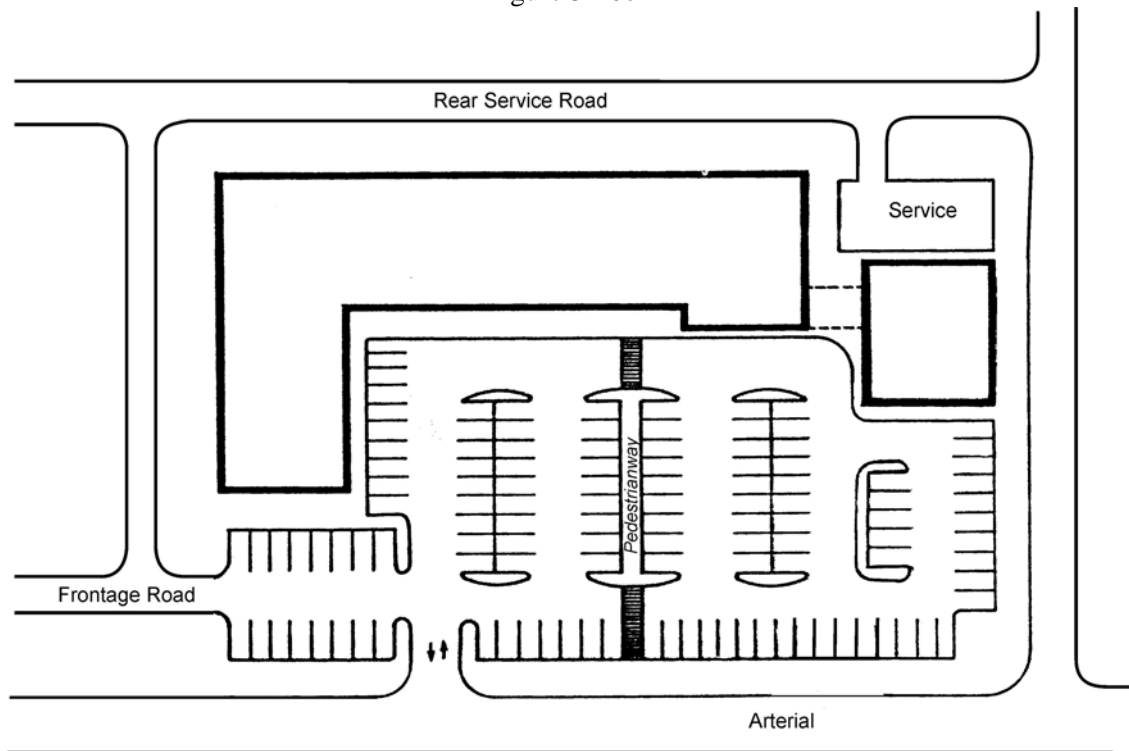 Rear Service Road
Service
Pedestrianway
Frontage Road
Arterial